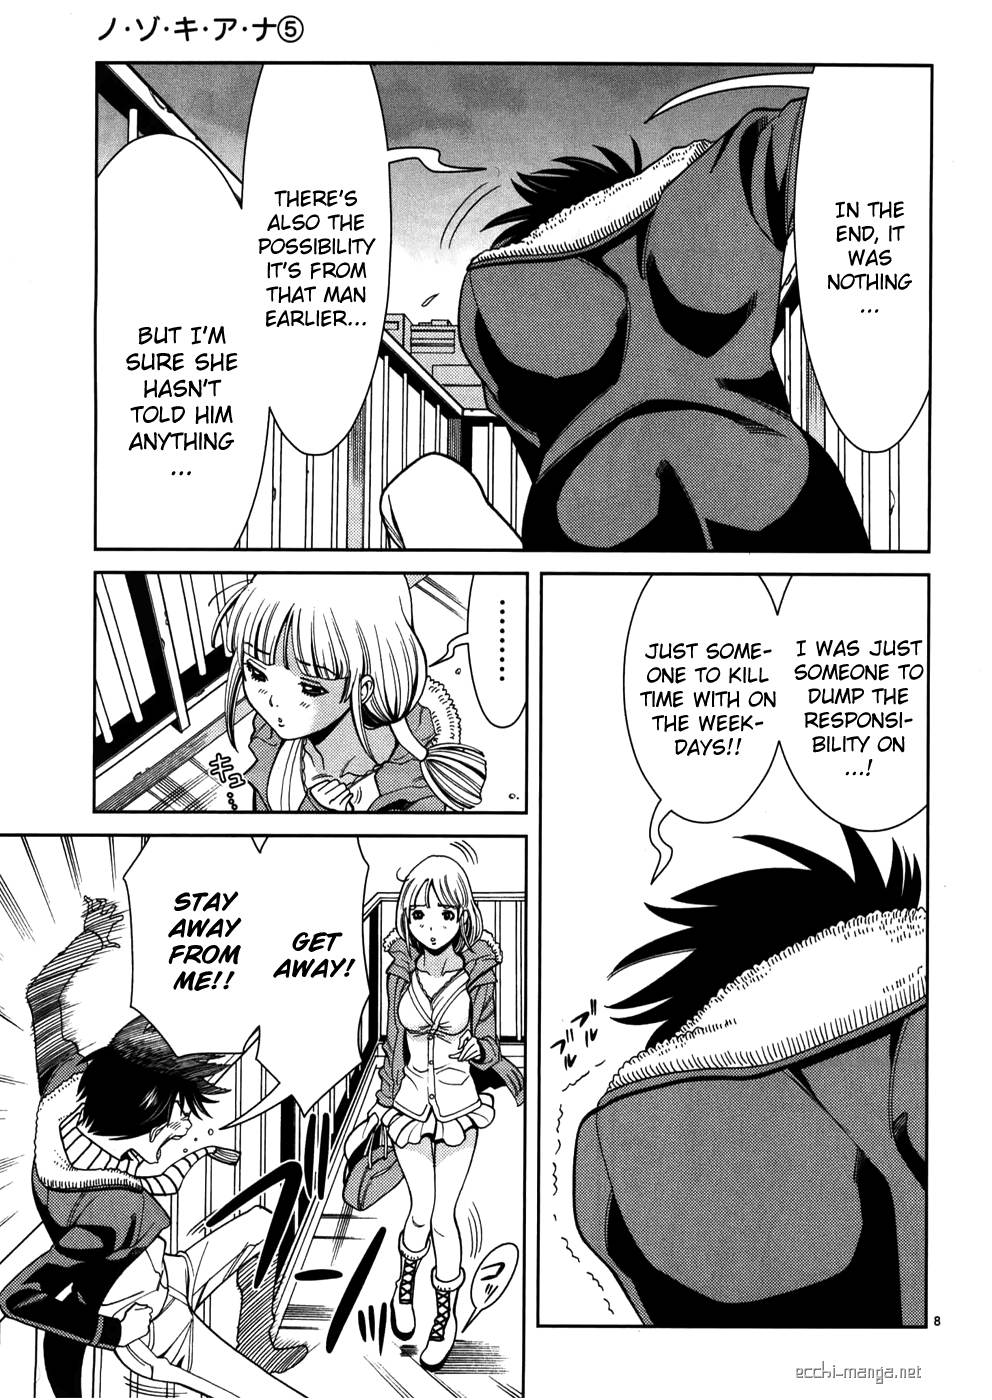 ノ・ゾ・キ・ア・ナ⑤
IN THE
END, IT
WAS
NOTHING
...
THERE'S
ALSO THE
POSSIBILITY
IT'S FROM
THAT MAN
EARLIER...
BUT I'M
SURE SHE
HASN'T
TOLD HIM
ANYTHING
...
I WAS JUST
SOMEONE TO
DUMP THE
RESPONSI-
BILITY ON
...!
JUST SOME-
ONE TO KILL
TIME WITH ON
THE WEEK-
DAYS!!
ブルブル
.........
キュ...
GET
AWAY!
STAY
AWAY
FROM
ME!!
?
8
ecchi-manga.net